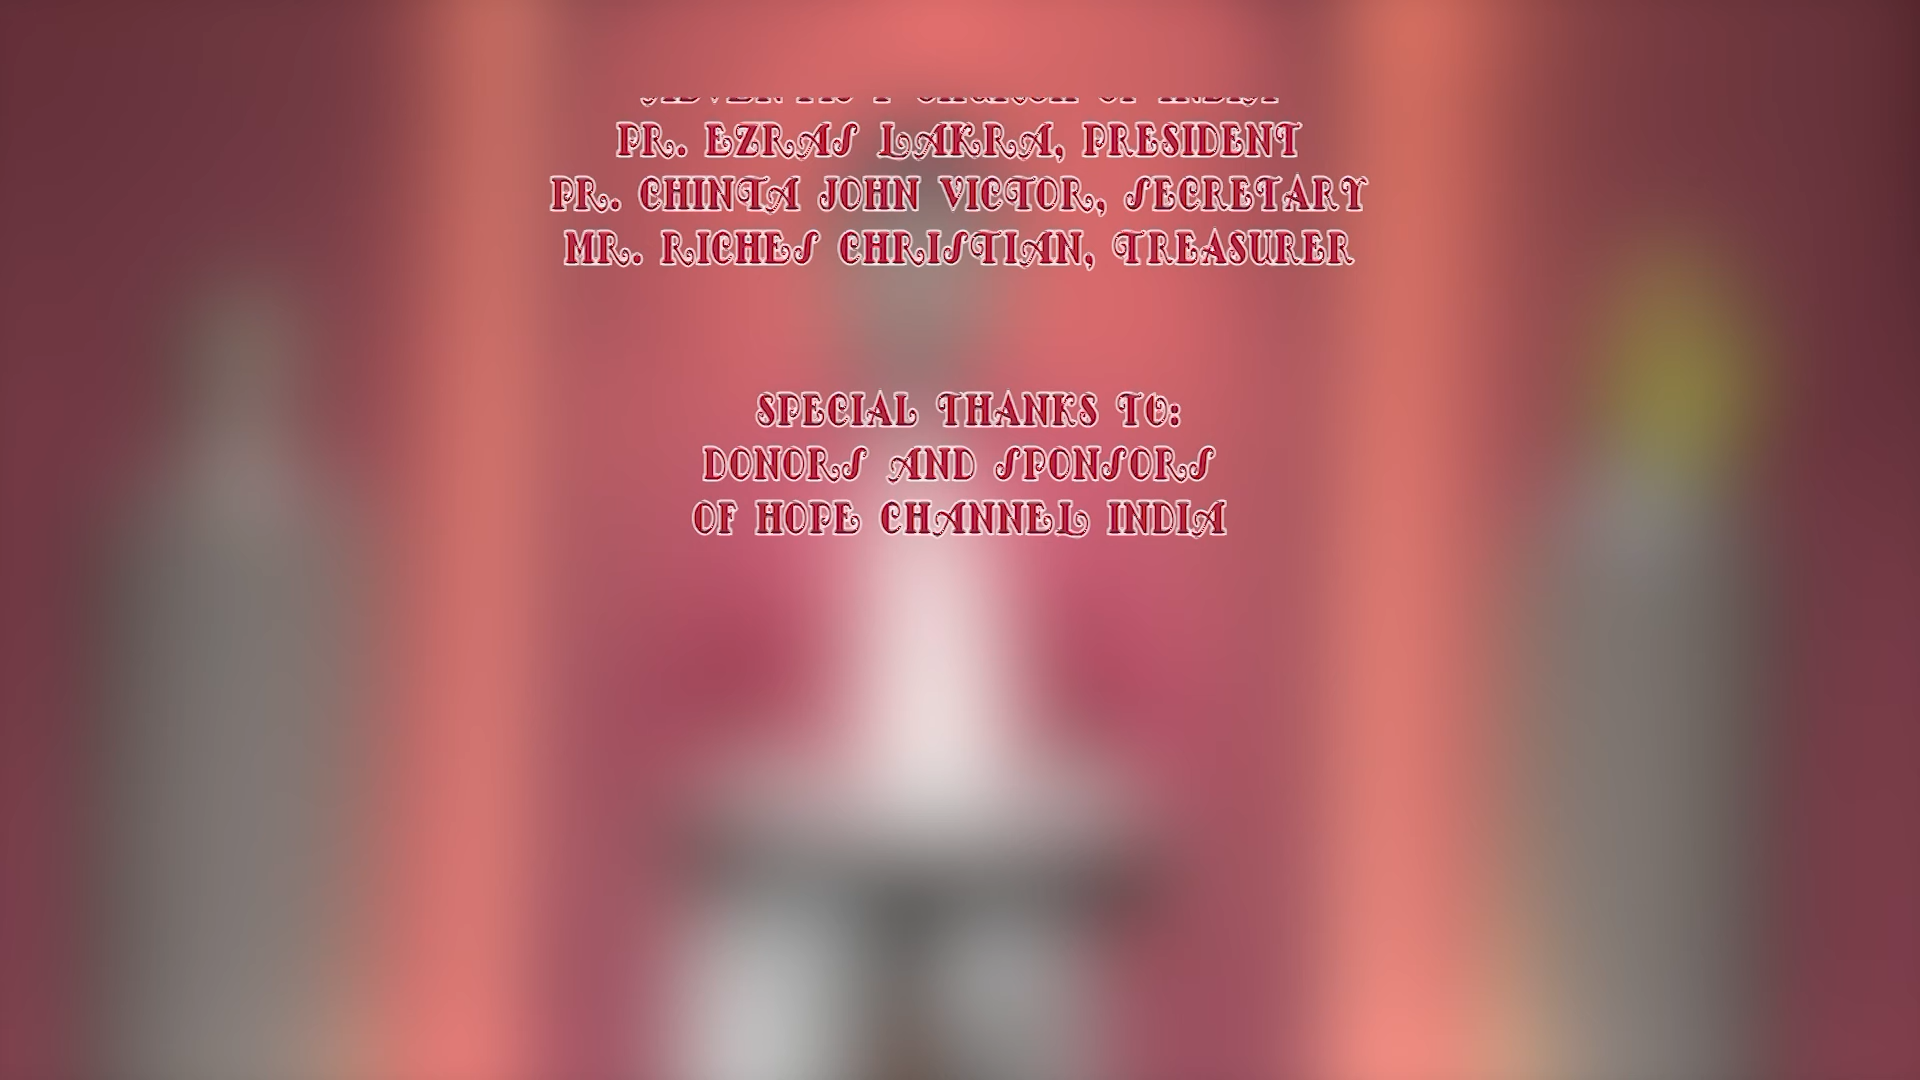 PR. EZRAS LAKRA, PRESIDENT
PR. CHINTA JOHN VICTOR, SECRETARY
MR. RICHES CHRISTIAN, TREASURER
SPECIAL THANKS TO:
DONORS AND SPONSORS
OF HOPE CHANNEL INDIA